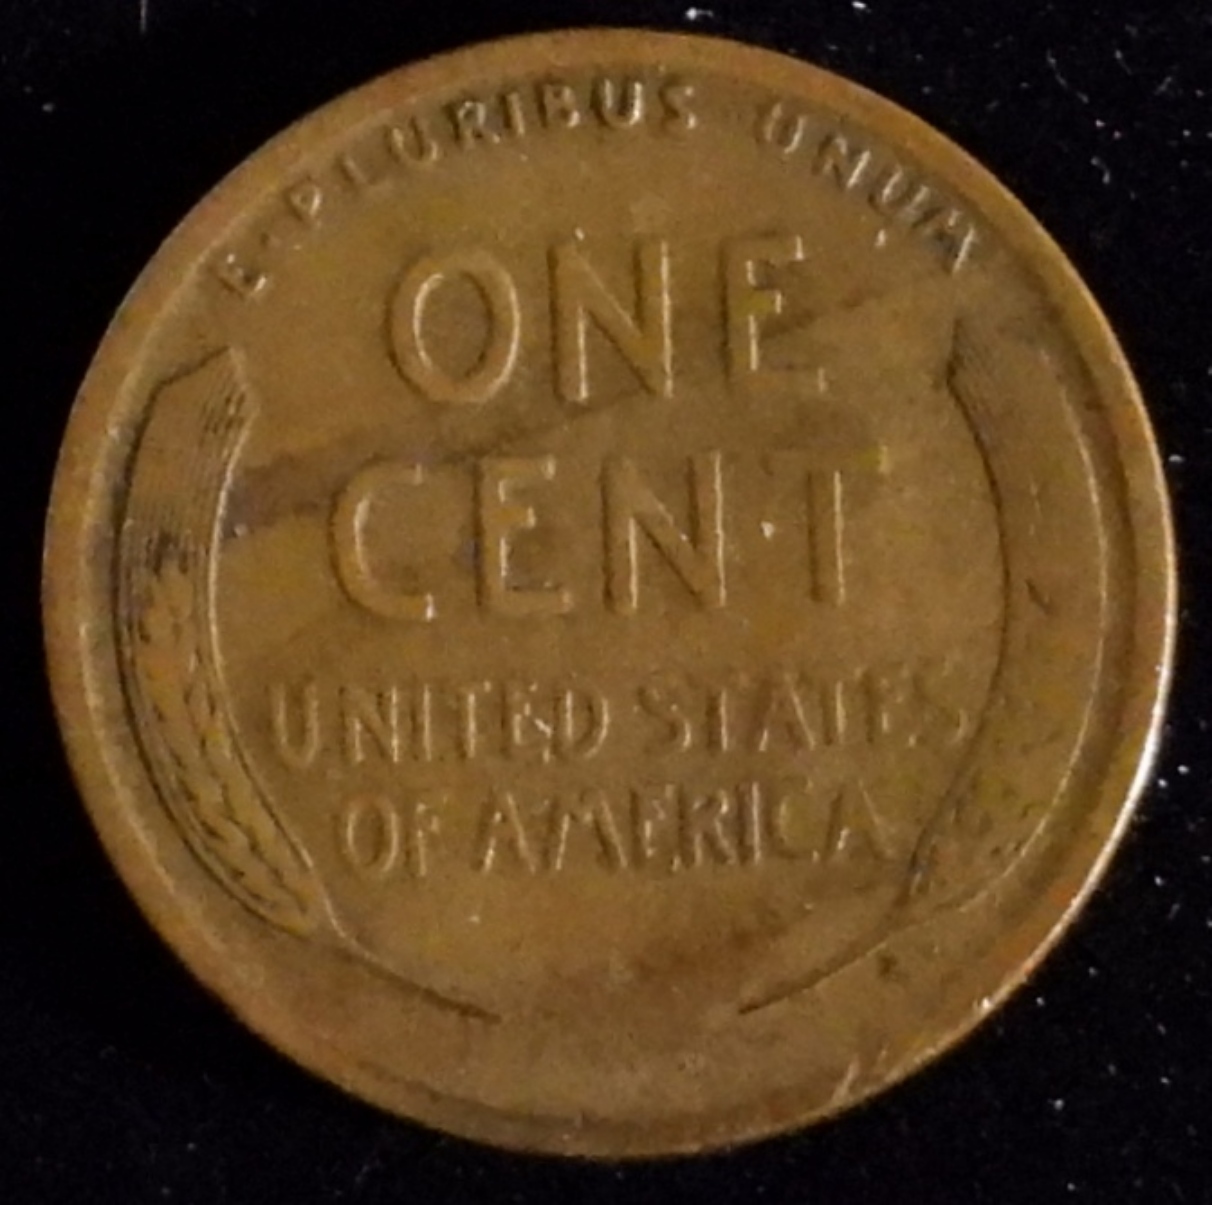 E·PLURIBUS UNUM
ONE
CENT
UNITED STATES
OF AMERICA